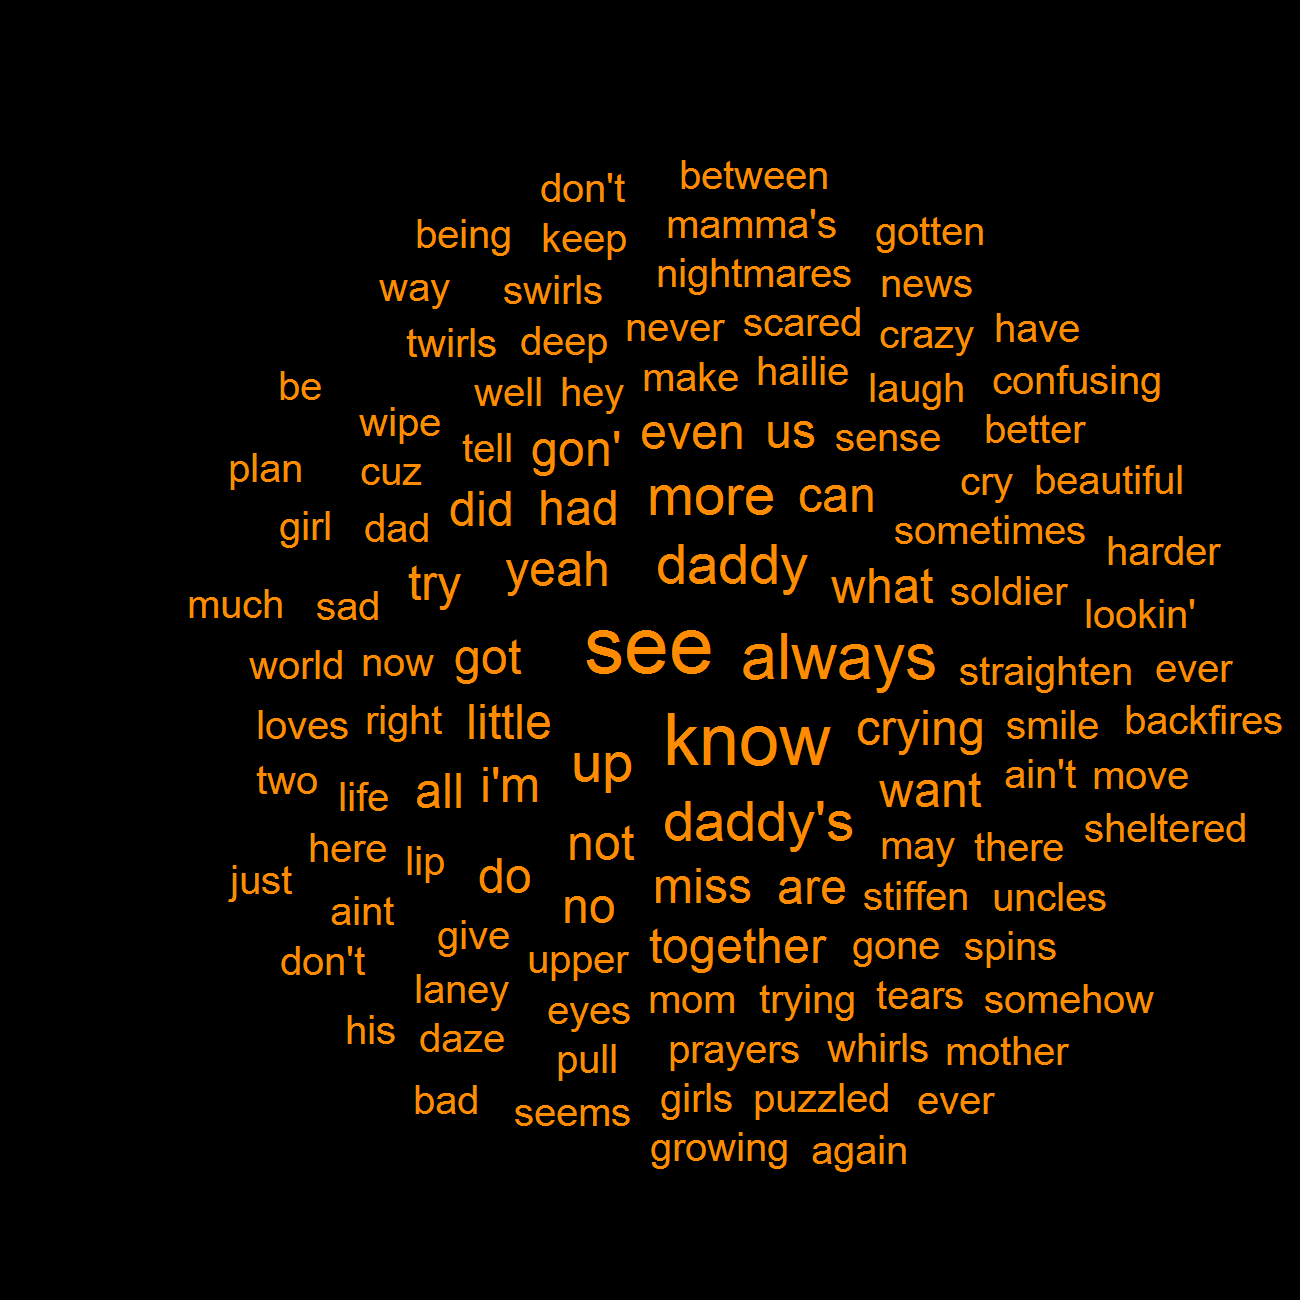 don't between
being keep mamma's gotten
way swirls nightmares news
twirls deep never scared crazy have
be well hey make hailie laugh confusing
wipe tell gon' even us sense better
plan cuz did had more can cry beautiful
girl dad sometimes harder
much sad try yeah daddy what soldier lookin'
world now got see always straighten ever
loves right little know crying smile backfires
two life all i'm up want ain't move
here lip not daddy's may there sheltered
just do miss are stiffen uncles
aint no
don't give upper together gone spins
laney eyes mom trying tears somehow
his daze pull prayers whirls mother
bad seems girls puzzled ever
growing again